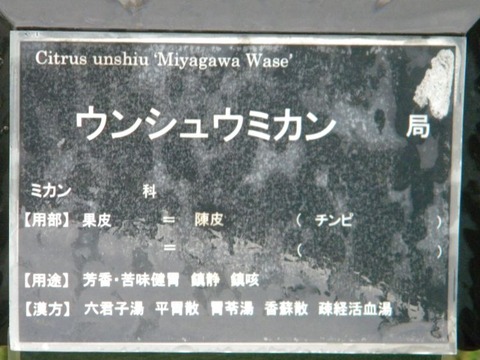 Citrus unshiu 'Miyagawa Wase'
ウンシュウミカン 局
ミカン 科
【用部】 果皮 = 陳皮 ( チンピ )
= ( )
【用途】 芳香・苦味健胃 鎮静 鎮咳
【漢方】 六君子湯 平胃散 胃苓湯 香蘇散 疎経活血湯